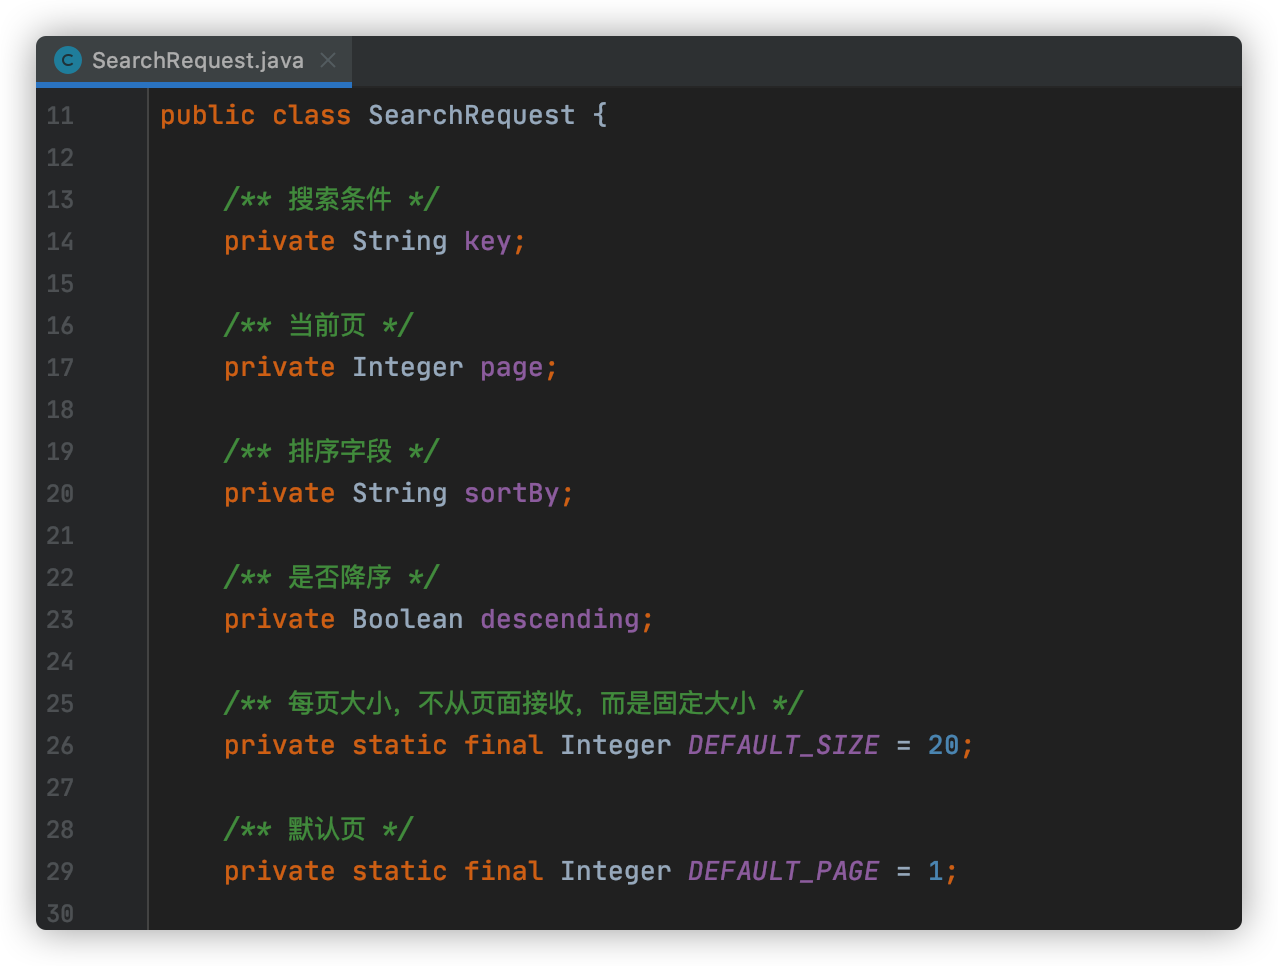 SearchRequest.java
11 public class SearchRequest {
12
13 /** 搜索条件 */
14 private String key;
15
16 /** 当前页 */
17 private Integer page;
18
19 /** 排序字段 */
20 private String sortBy;
21
22 /** 是否降序 */
23 private Boolean descending;
24
25 /** 每页大小，不从页面接收，而是固定大小 */
26 private static final Integer DEFAULT_SIZE = 20;
27
28 /** 默认页 */
29 private static final Integer DEFAULT_PAGE = 1;
30